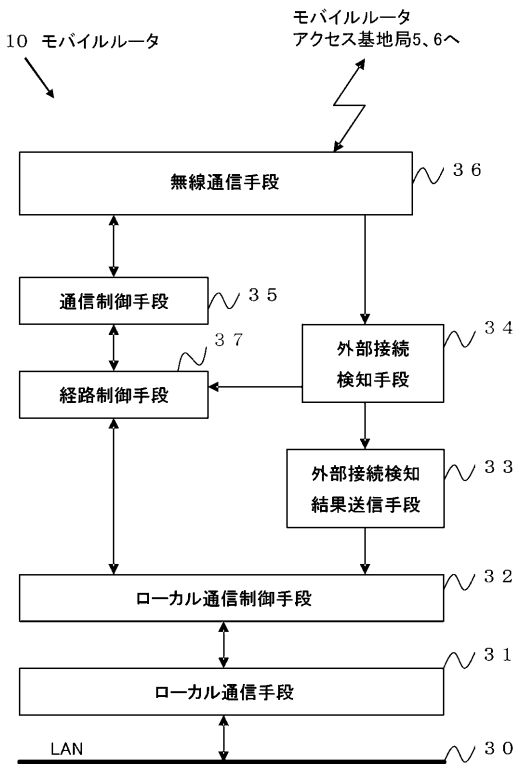 10 モバイルルータ
モバイルルータ
アクセス基地局5、6へ
無線通信手段
36
通信制御手段
35
外部接続
検知手段
34
37
経路制御手段
外部接続検知
結果送信手段
33
ローカル通信制御手段
32
ローカル通信手段
31
LAN
30